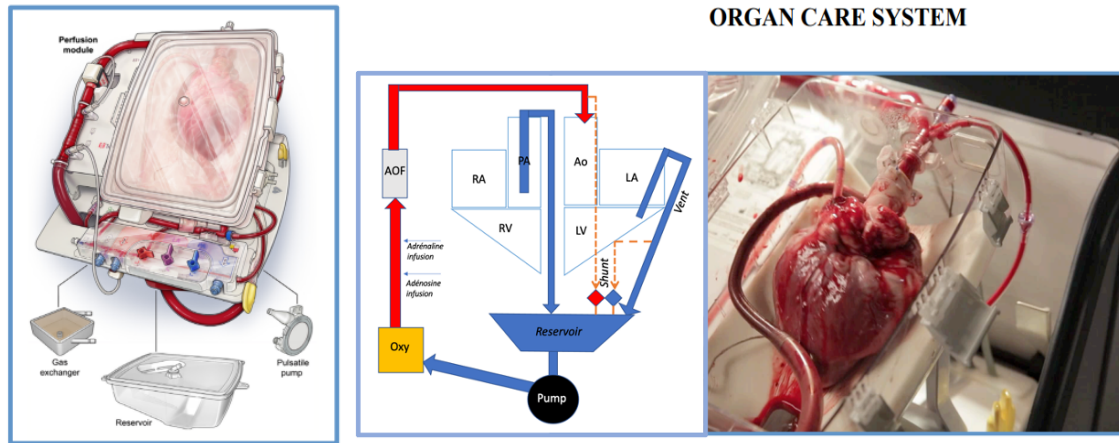 ORGAN CARE SYSTEM
Perfusion
module
Gas
exchanger
Reservoir
Pulsatile
pump
AOF
RA
PA
Ao
LA
RV
LV
Vent
Shunt
Adrénaline
infusion
Adénosine
infusion
Oxy
Reservoir
Pump